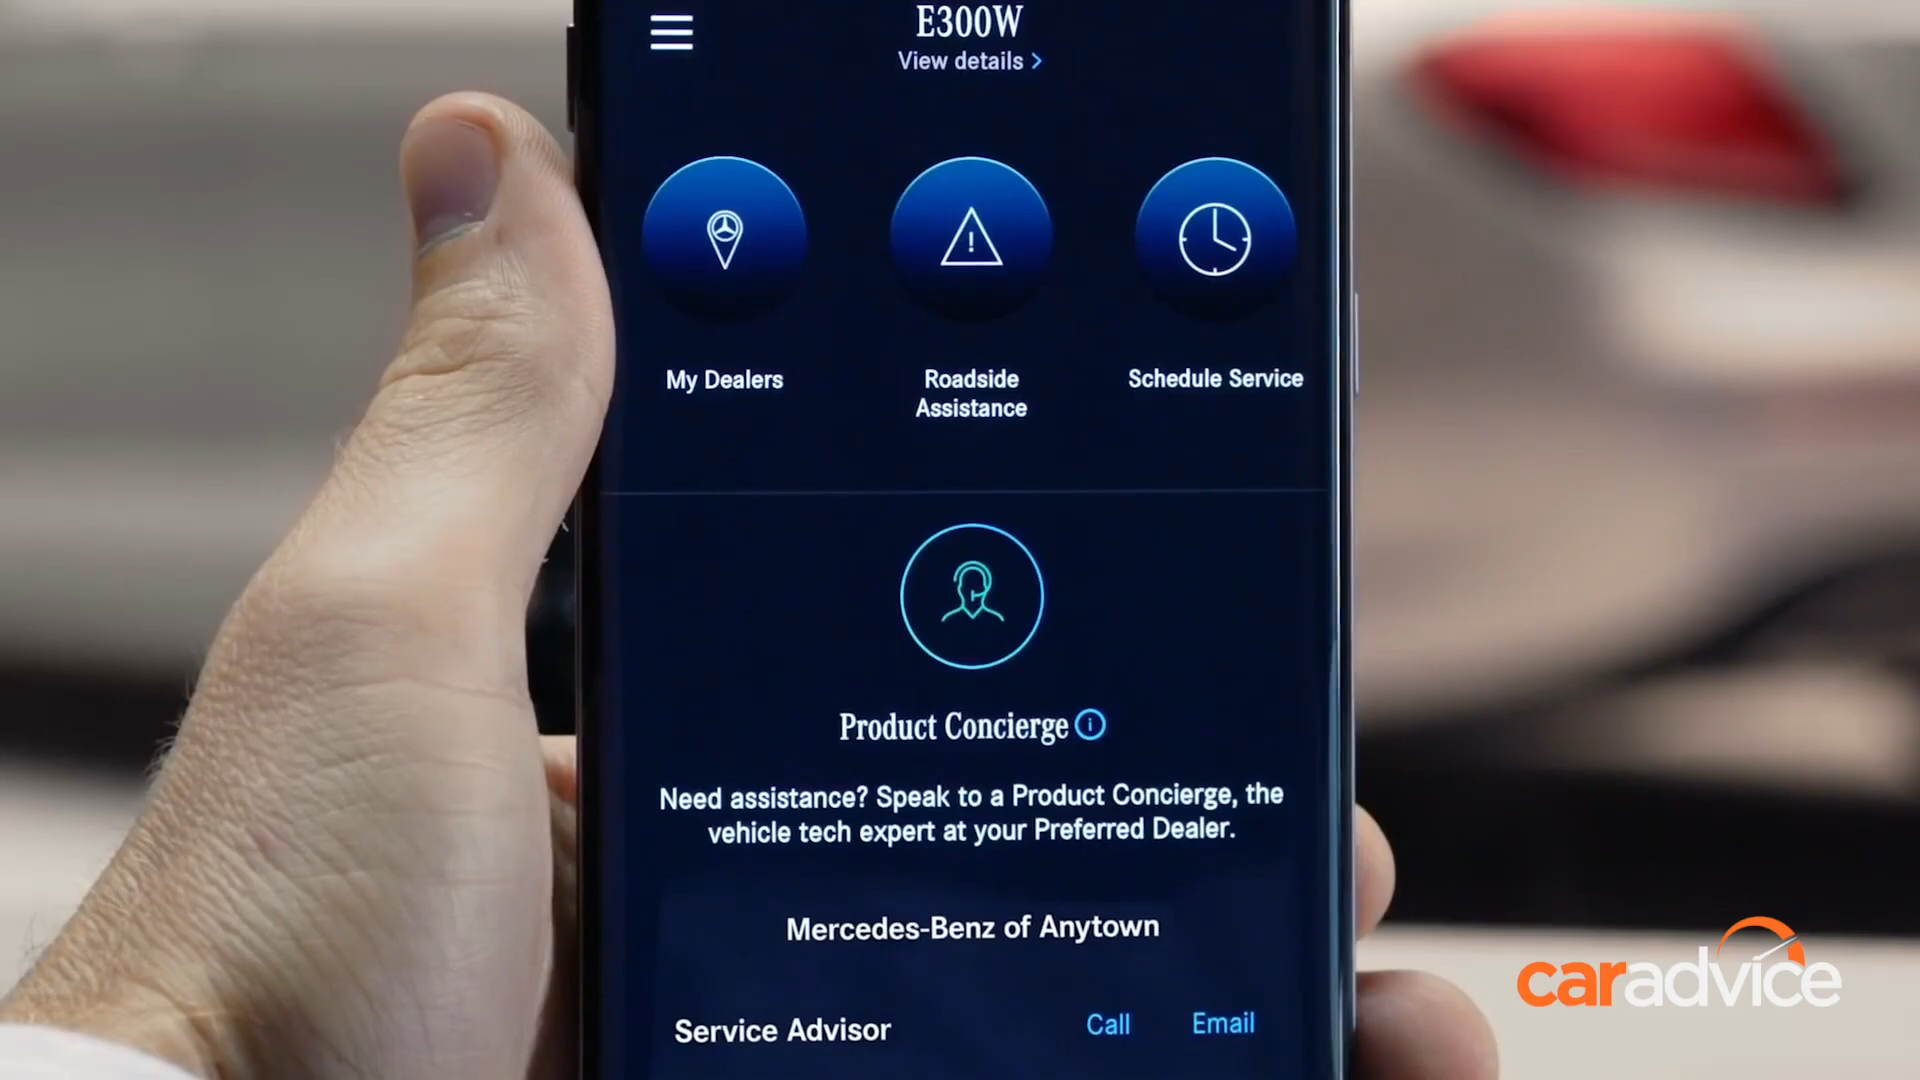 E300W
View details >
My Dealers
Roadside
Assistance
Schedule Service
Product Concierge
Need assistance? Speak to a Product Concierge, the
vehicle tech expert at your Preferred Dealer.
Mercedes-Benz of Anytown
Service Advisor
Call
Email
caradvice